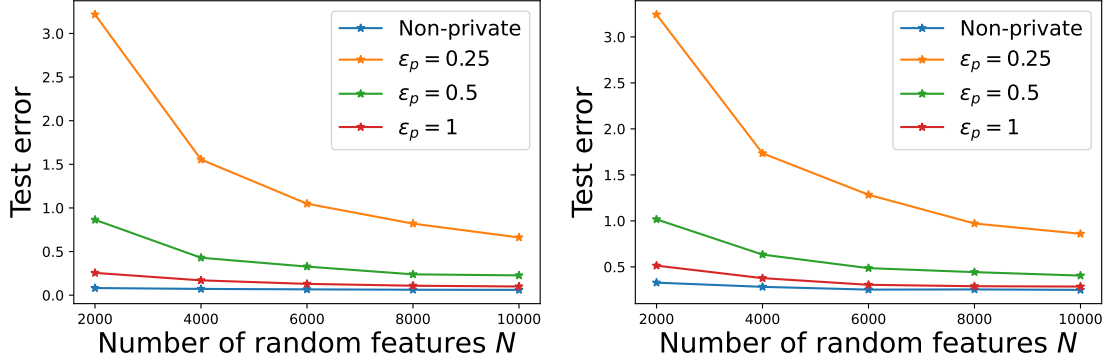 Test error
3.0
2.5
2.0
1.5
1.0
0.5
0.0
2000 4000 6000 8000 10000
Number of random features N
Non-private
εp = 0.25
εp = 0.5
εp = 1
Test error
3.0
2.5
2.0
1.5
1.0
0.5
2000 4000 6000 8000 10000
Number of random features N
Non-private
εp = 0.25
εp = 0.5
εp = 1